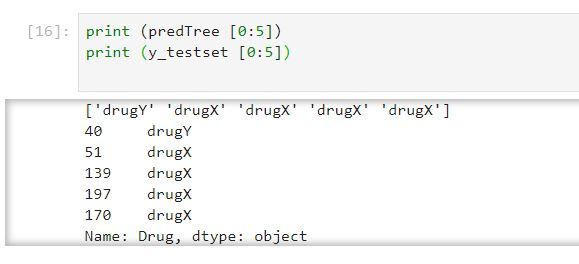 [16]: print (predTree [0:5])
print (y_testset [0:5])
['drugY' 'drugX' 'drugX' 'drugX' 'drugX']
40     drugY
51     drugX
139    drugX
197    drugX
170    drugX
Name: Drug, dtype: object